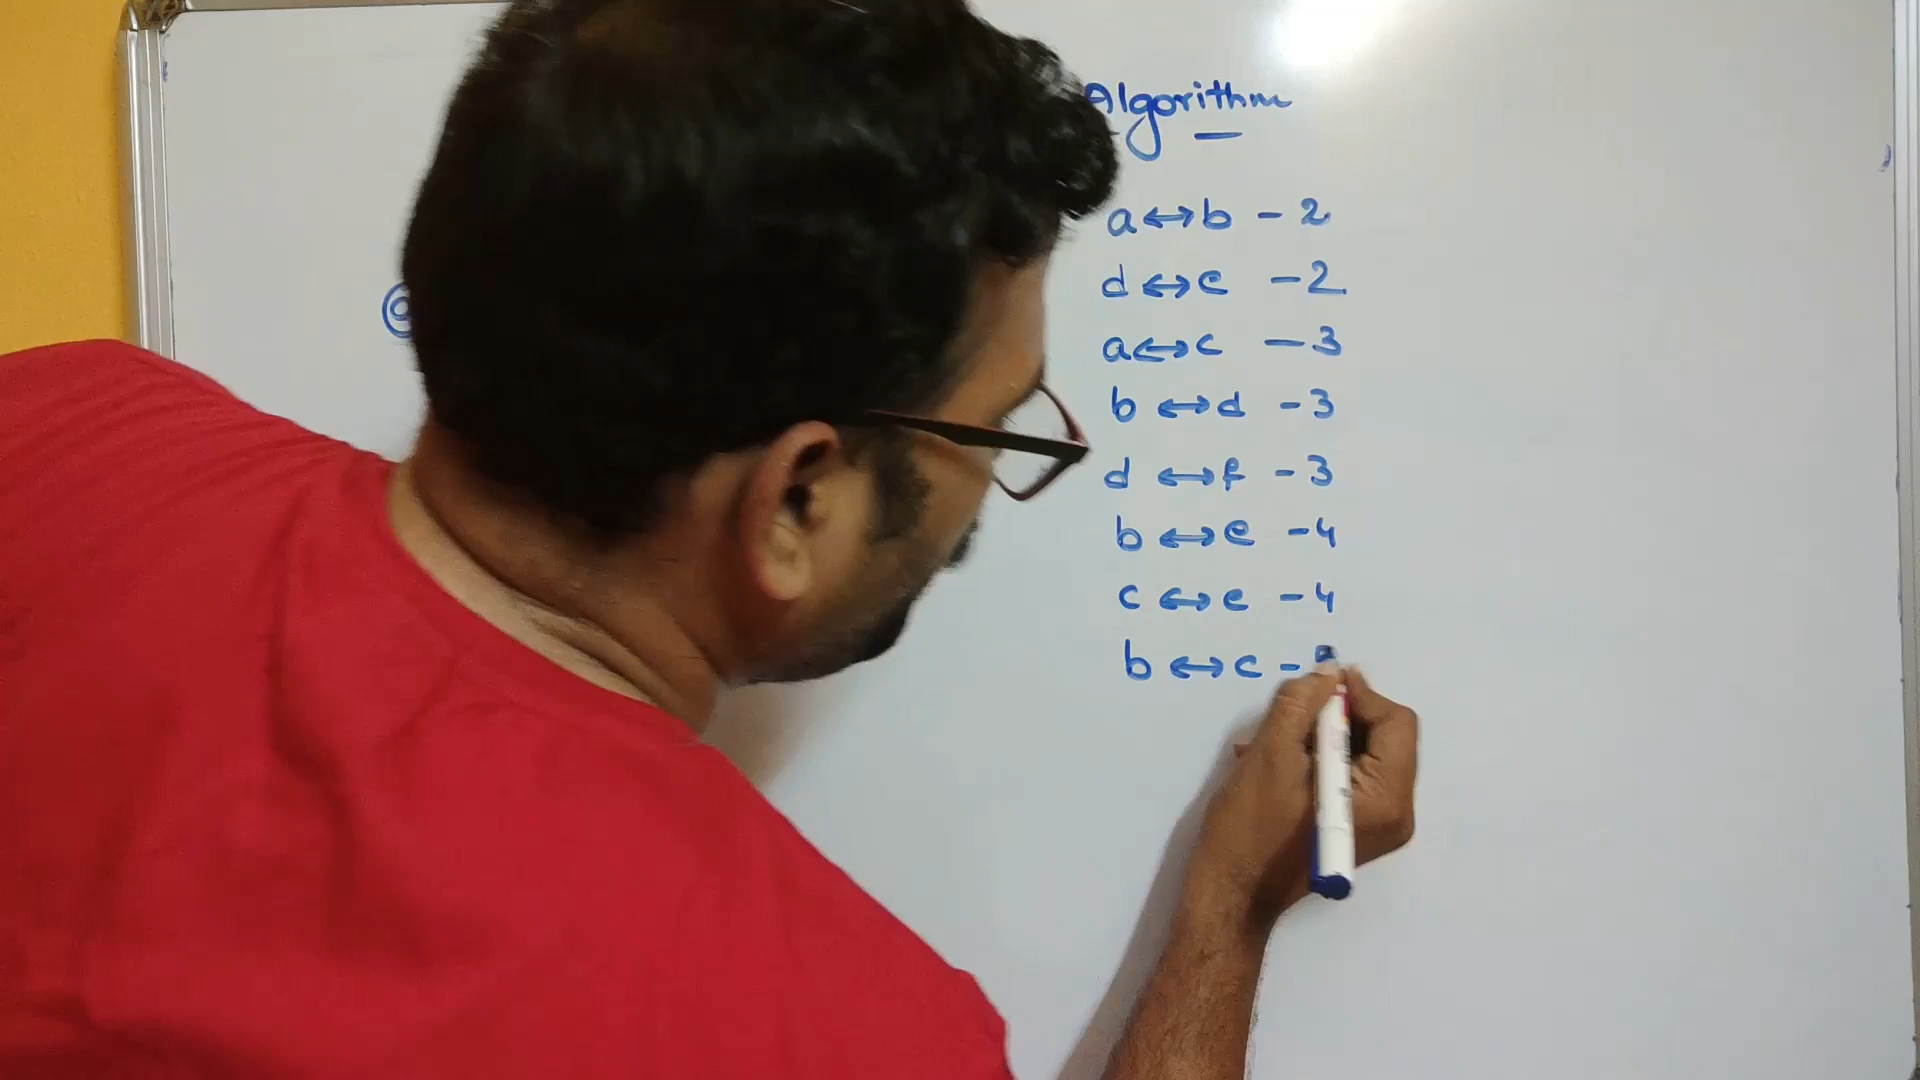 Algorithm
a↔b - 2
d↔e - 2
a↔c - 3
b↔d - 3
d↔f - 3
b↔e - 4
c↔e - 4
b↔c -